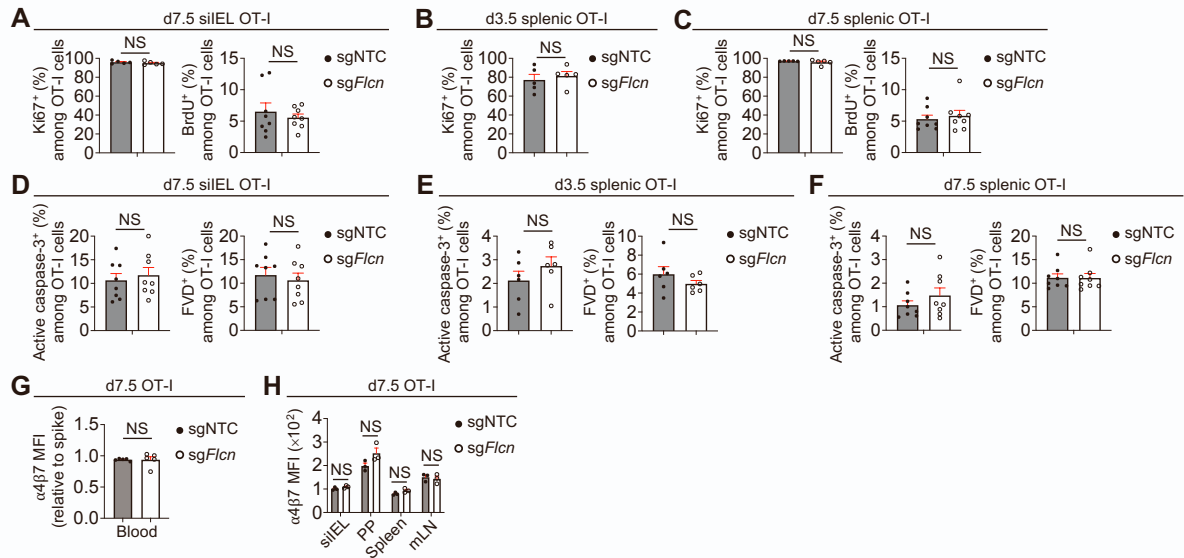 A
d7.5 siIEL OT-I
Ki67⁺ (%)
among OT-I cells
100
80
60
40
20
0
NS
BrdU⁺ (%)
among OT-I cells
15
10
5
0
NS
sgNTC
sgFlcn
B
d3.5 splenic OT-I
Ki67⁺ (%)
among OT-I cells
100
80
60
40
20
0
NS
sgNTC
sgFlcn
C
d7.5 splenic OT-I
Ki67⁺ (%)
among OT-I cells
100
80
60
40
20
0
NS
BrdU⁺ (%)
among OT-I cells
15
10
5
0
NS
sgNTC
sgFlcn
D
d7.5 siIEL OT-I
Active caspase-3⁺ (%)
among OT-I cells
20
15
10
5
0
NS
FVD⁺ (%)
among OT-I cells
20
15
10
5
0
NS
sgNTC
sgFlcn
E
d3.5 splenic OT-I
Active caspase-3⁺ (%)
among OT-I cells
4
3
2
1
0
NS
FVD⁺ (%)
among OT-I cells
10
8
6
4
2
0
NS
sgNTC
sgFlcn
F
d7.5 splenic OT-I
Active caspase-3⁺ (%)
among OT-I cells
4
3
2
1
0
NS
FVD⁺ (%)
among OT-I cells
20
15
10
5
0
NS
sgNTC
sgFlcn
G
d7.5 OT-I
α4β7 MFI
(relative to spike)
1.5
1.0
0.5
0.0
NS
Blood
sgNTC
sgFlcn
H
d7.5 OT-I
α4β7 MFI (×10²)
4
3
2
1
0
NS
NS
NS
NS
siIEL
PP
Spleen
mLN
sgNTC
sgFlcn